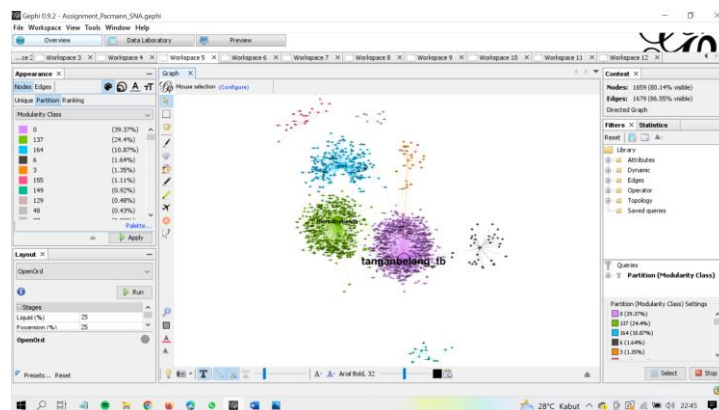 Gephi 0.9.2 - Assignment_Pacmann_SNA.gephi
File Workspace View Tools Window Help
Overview Data Laboratory Preview
...ce 2 Workspace 3 Workspace 4 Workspace 5 Workspace 6 Workspace 7 Workspace 8 Workspace 9 Workspace 10 Workspace 11 Workspace 12
Appearance
Nodes Edges
Unique Partition Ranking
Modularity Class
0 (39.37%)
137 (24.4%)
164 (10.87%)
6 (1.64%)
3 (1.35%)
155 (1.11%)
149 (0.92%)
129 (0.48%)
48 (0.43%)
Palette...
Apply
Layout
OpenOrd
Run
Stages
Liquid (%) 25
Expansion (%) 25
OpenOrd
Presets... Reset
Graph
Mouse selection (Configure)
tanganbelang_tb
Arial Bold, 32
Context
Nodes: 1659 (80.14% visible)
Edges: 1679 (86.55% visible)
Directed Graph
Filters Statistics
Reset
Library
Attributes
Dynamic
Edges
Operator
Topology
Saved queries
Queries
Partition (Modularity Class)
Partition (Modularity Class) Settings
0 (39.37%)
137 (24.4%)
164 (10.87%)
6 (1.64%)
3 (1.35%)
Select Stop
28°C Kabut 22:45